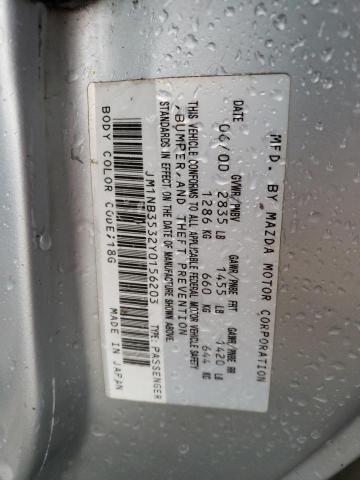 MFD. BY MAZDA MOTOR CORPORATION
DATE GVWR/PNBV GAWR/PNBE FRT GAWR/PNBE RR
06/00 2835 LB 1455 LB 1420 LB
1286 KG 660 KG 644 KG
THIS VEHICLE CONFORMS TO ALL APPLICABLE FEDERAL MOTOR VEHICLE SAFETY
,BUMPER,AND THEFT PREVENTION
STANDARDS IN EFFECT ON THE DATE OF MANUFACTURE SHOWN ABOVE.
JM1NB3532Y0156203 TYPE: PASSENGER
BODY COLOR CODE/18G MADE IN JAPAN